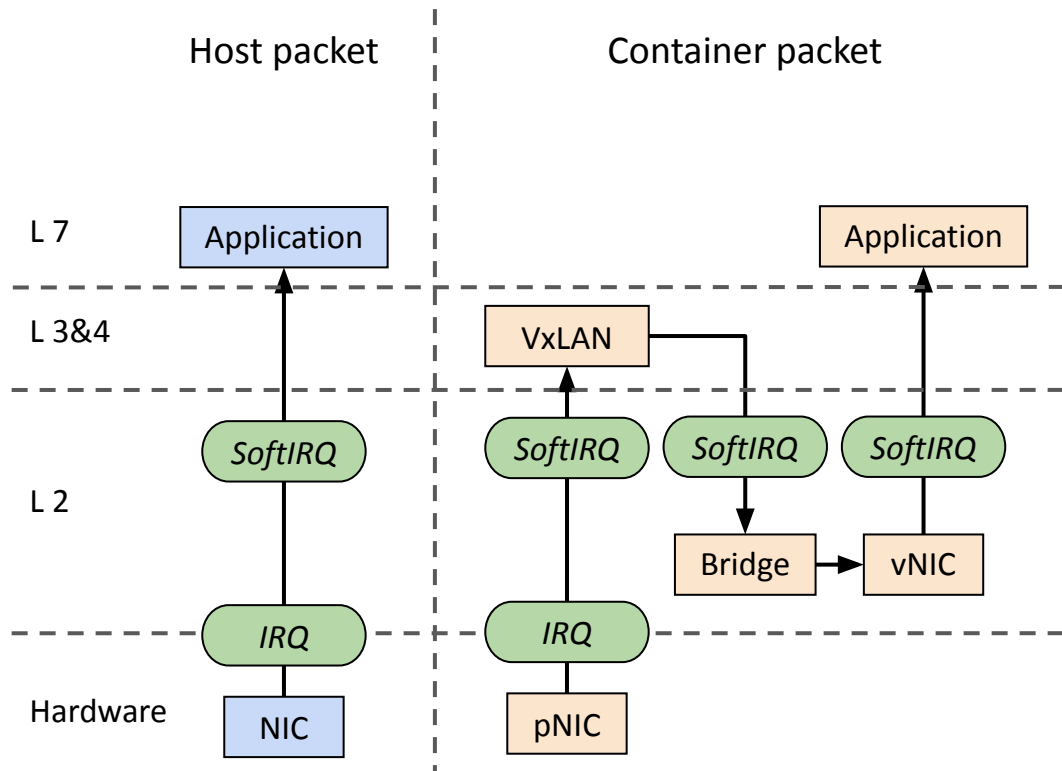 Host packet
Container packet
L 7
Application
Application
L 3&4
VxLAN
SoftIRQ
SoftIRQ
SoftIRQ
SoftIRQ
L 2
Bridge
vNIC
IRQ
IRQ
Hardware
NIC
pNIC